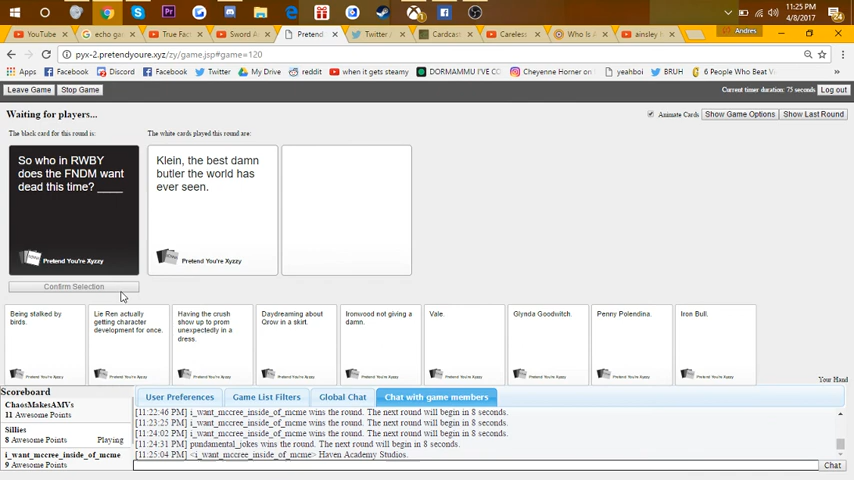 11:25 PM
4/8/2017
YouTube
echo ga
True Fac
Sword A
Pretend
Twitter
Cardcas
Careless
Who Is A
ainsley
Andres
pyx-2.pretendyoure.xyz/zy/game.jsp#game=120
Apps
Facebook
Discord
Facebook
Twitter
My Drive
reddit
when it gets steamy
DORMAMMU I'VE C
Cheyenne Horner on
yeahboi
BRUH
6 People Who Beat V
Leave Game
Stop Game
Current timer duration: 75 seconds
Log out
Waiting for players...
Animate Cards
Show Game Options
Show Last Round
The black card for this round is:
The white cards played this round are:
So who in RWBY
does the FNDM want
dead this time? ____
Pretend You're Xyzzy
Klein, the best damn
butler the world has
ever seen.
Pretend You're Xyzzy
Confirm Selection
Being stalked by
birds.
Pretend You're Xyzzy
Lie Ren actually
getting character
development for once.
Pretend You're Xyzzy
Having the crush
show up to prom
unexpectedly in a
dress.
Pretend You're Xyzzy
Daydreaming about
Qrow in a skirt.
Pretend You're Xyzzy
Ironwood not giving a
damn.
Pretend You're Xyzzy
Vale.
Pretend You're Xyzzy
Glynda Goodwitch.
Pretend You're Xyzzy
Penny Polendina.
Pretend You're Xyzzy
Iron Bull.
Pretend You're Xyzzy
Your Hand
Scoreboard
ChaosMakesAMVs
11 Awesome Points
Sillies
8 Awesome Points
Playing
i_want_mccree_inside_of_mcme
9 Awesome Points
User Preferences
Game List Filters
Global Chat
Chat with game members
[11:22:46 PM] i_want_mccree_inside_of_mcme wins the round. The next round will begin in 8 seconds.
[11:23:25 PM] i_want_mccree_inside_of_mcme wins the round. The next round will begin in 8 seconds.
[11:24:02 PM] i_want_mccree_inside_of_mcme wins the round. The next round will begin in 8 seconds.
[11:24:31 PM] pundamental_jokes wins the round. The next round will begin in 8 seconds.
[11:25:04 PM] <i_want_mccree_inside_of_mcme> Haven Academy Studios.
Chat